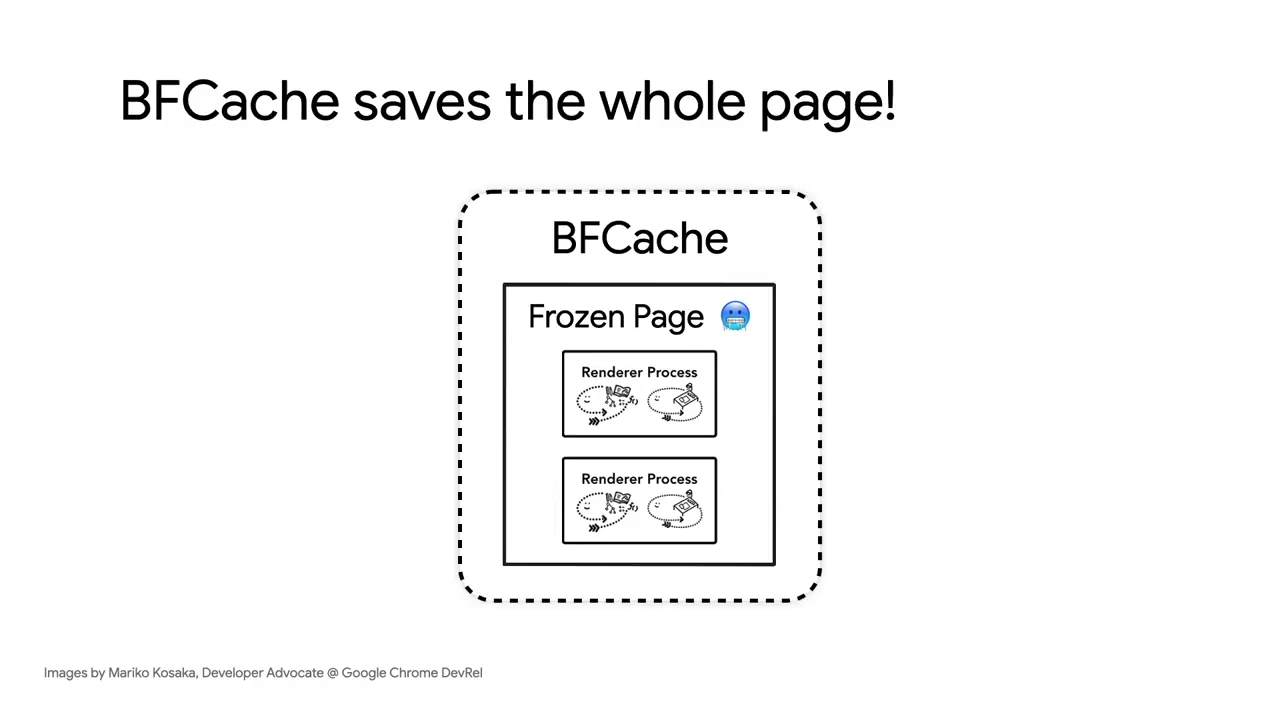 BFCache saves the whole page!
BFCache
Frozen Page
Renderer Process
Renderer Process
Images by Mariko Kosaka, Developer Advocate @ Google Chrome DevRel